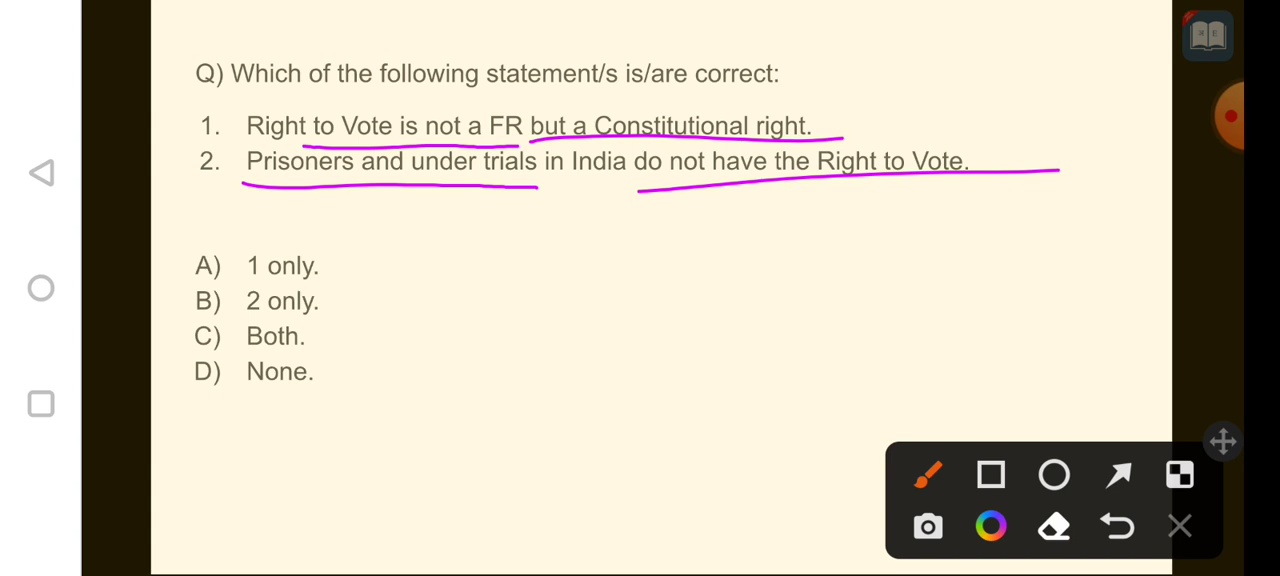 Q) Which of the following statement/s is/are correct:
1. Right to Vote is not a FR but a Constitutional right.
2. Prisoners and under trials in India do not have the Right to Vote.
A) 1 only.
B) 2 only.
C) Both.
D) None.